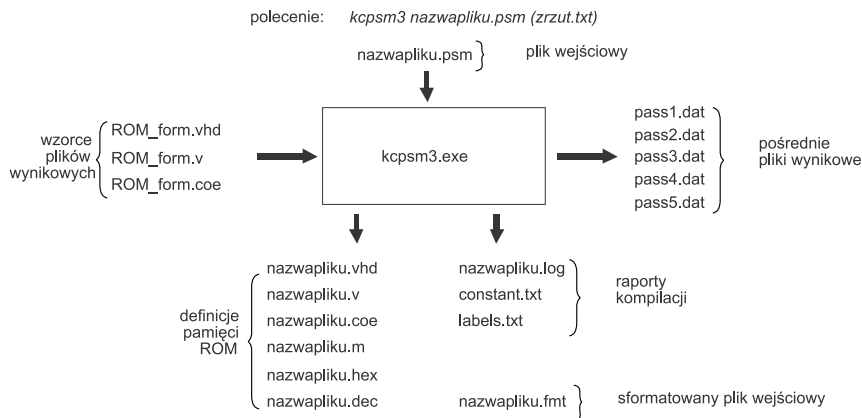 polecenie: kcpsm3 nazwapliku.psm (zrzut.txt)
nazwapliku.psm
plik wejściowy
wzorce
plików
wynikowych
ROM_form.vhd
ROM_form.v
ROM_form.coe
kcpsm3.exe
pass1.dat
pass2.dat
pass3.dat
pass4.dat
pass5.dat
pośrednie
pliki wynikowe
definicje
pamięci
ROM
nazwapliku.vhd
nazwapliku.v
nazwapliku.coe
nazwapliku.m
nazwapliku.hex
nazwapliku.dec
nazwapliku.log
constant.txt
labels.txt
raporty
kompilacji
nazwapliku.fmt
sformatowany plik wejściowy